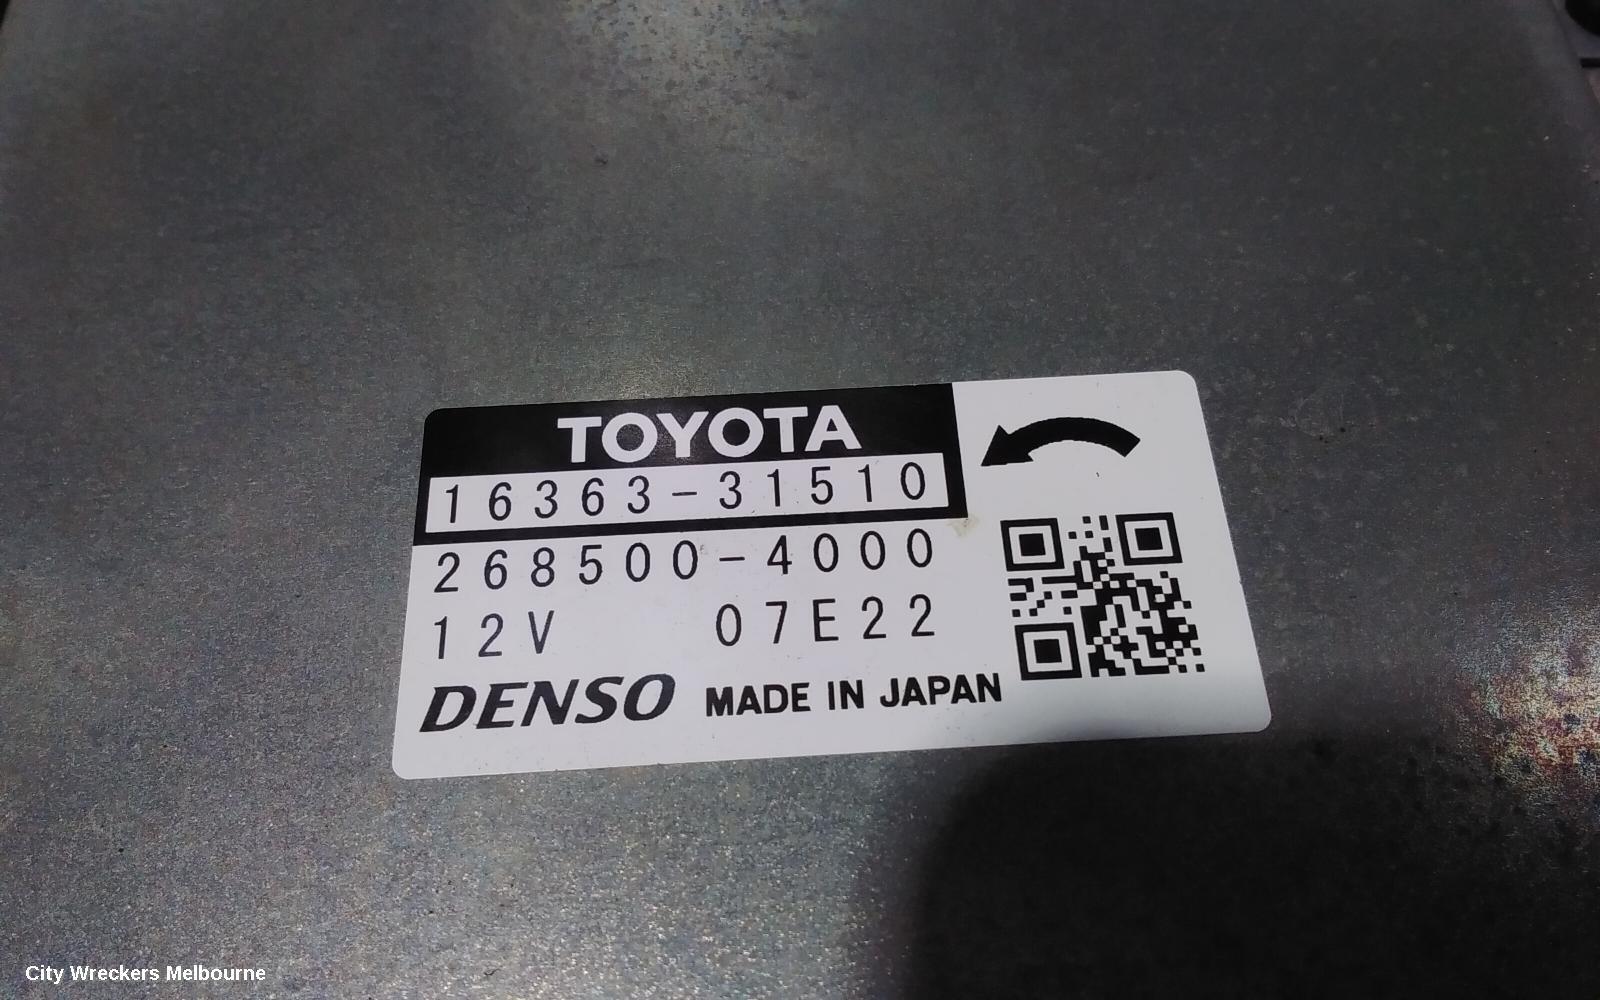 TOYOTA
16363-31510
268500-4000
12V 07E22
DENSO MADE IN JAPAN
City Wreckers Melbourne